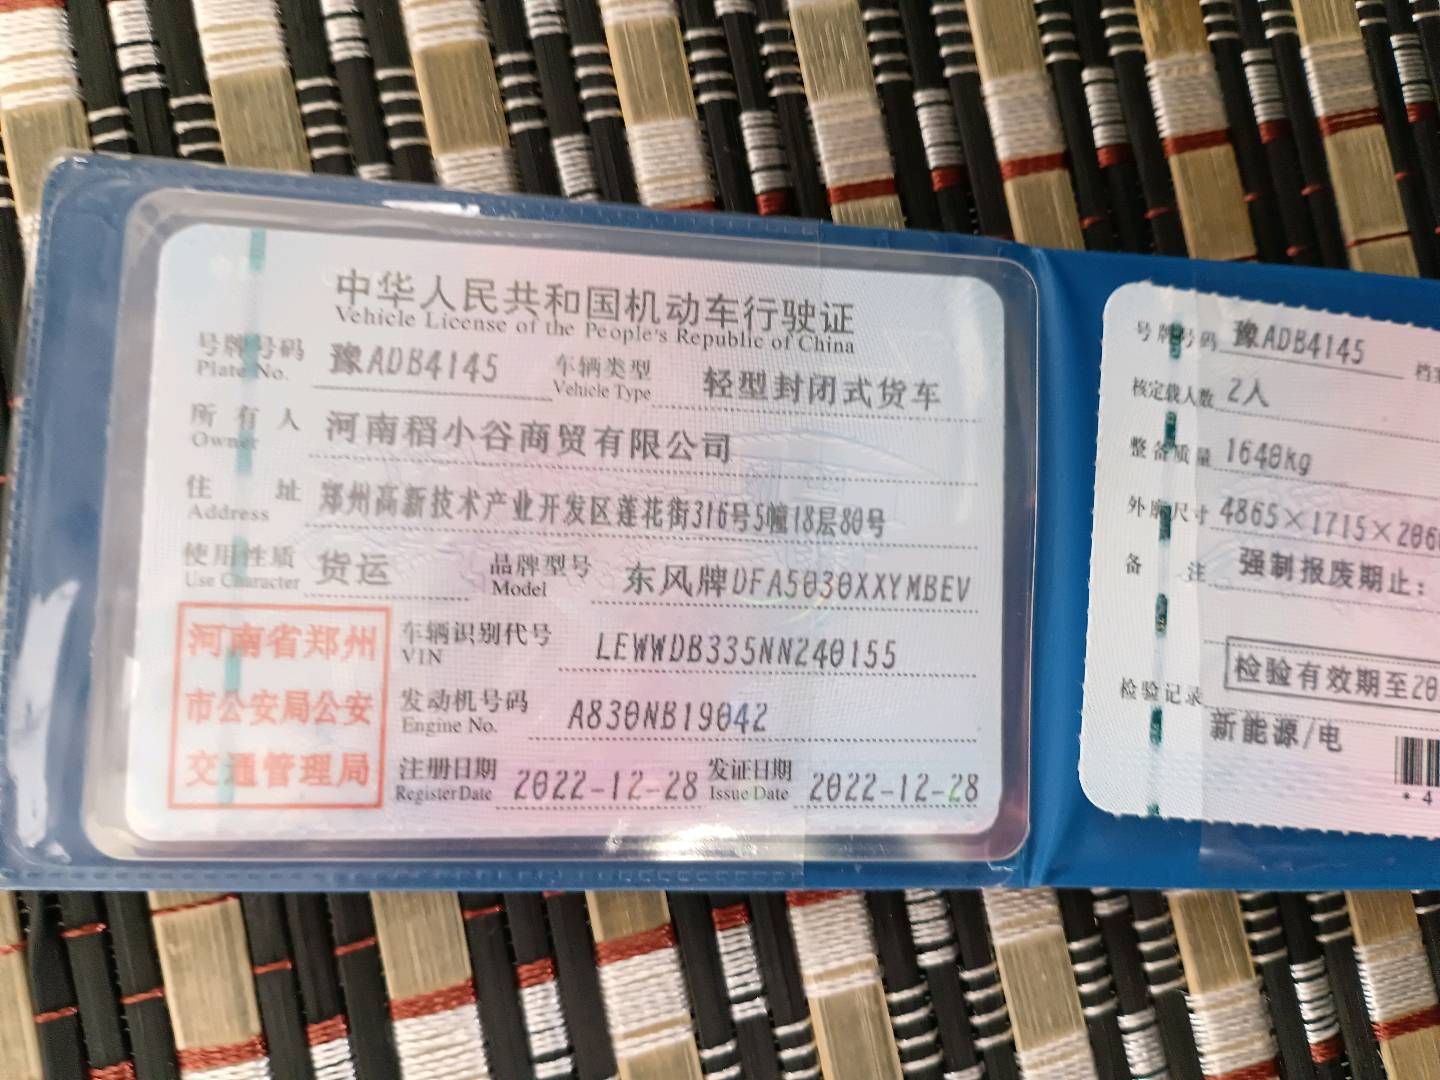 中华人民共和国机动车行驶证
Vehicle License of the People's Republic of China
号牌号码 豫ADB4145 车辆类型 轻型封闭式货车
Plate No. Vehicle Type
所有人 河南稻小谷商贸有限公司
Owner
住址 郑州高新技术产业开发区莲花街316号5幢18层80号
Address
使用性质 货运 品牌型号 东风牌DFA5030XXYMBEV
Use Character Model
河南省郑州
市公安局公安
交通管理局
车辆识别代号 LEWWDB335NN240155
VIN
发动机号码 A830NB19042
Engine No.
注册日期 2022-12-28 发证日期 2022-12-28
Register Date Issue Date
号牌号码 豫ADB4145 档
核定载人数 2人
整备质量 1640kg
外廓尺寸 4865×1715×206
备注 强制报废期止:
检验有效期至20
检验记录
新能源/电
*4